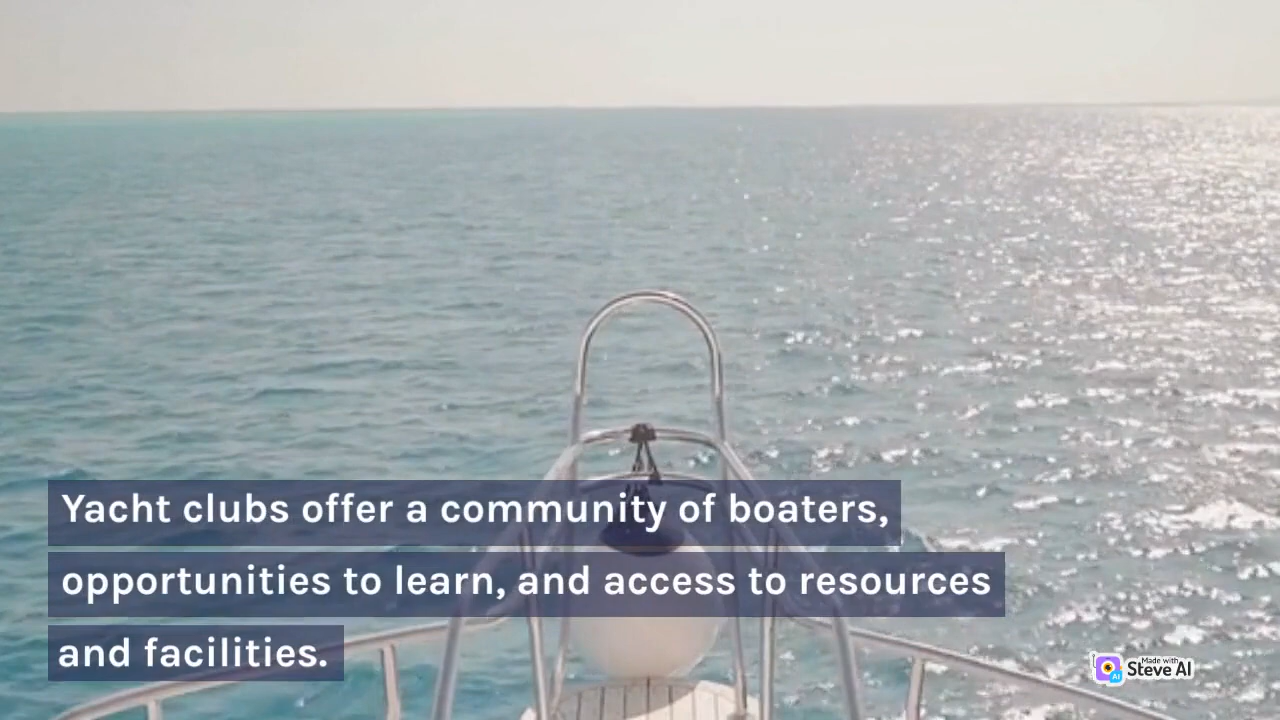 Yacht clubs offer a community of boaters,
opportunities to learn, and access to resources
and facilities.
Made with
Steve AI
AI